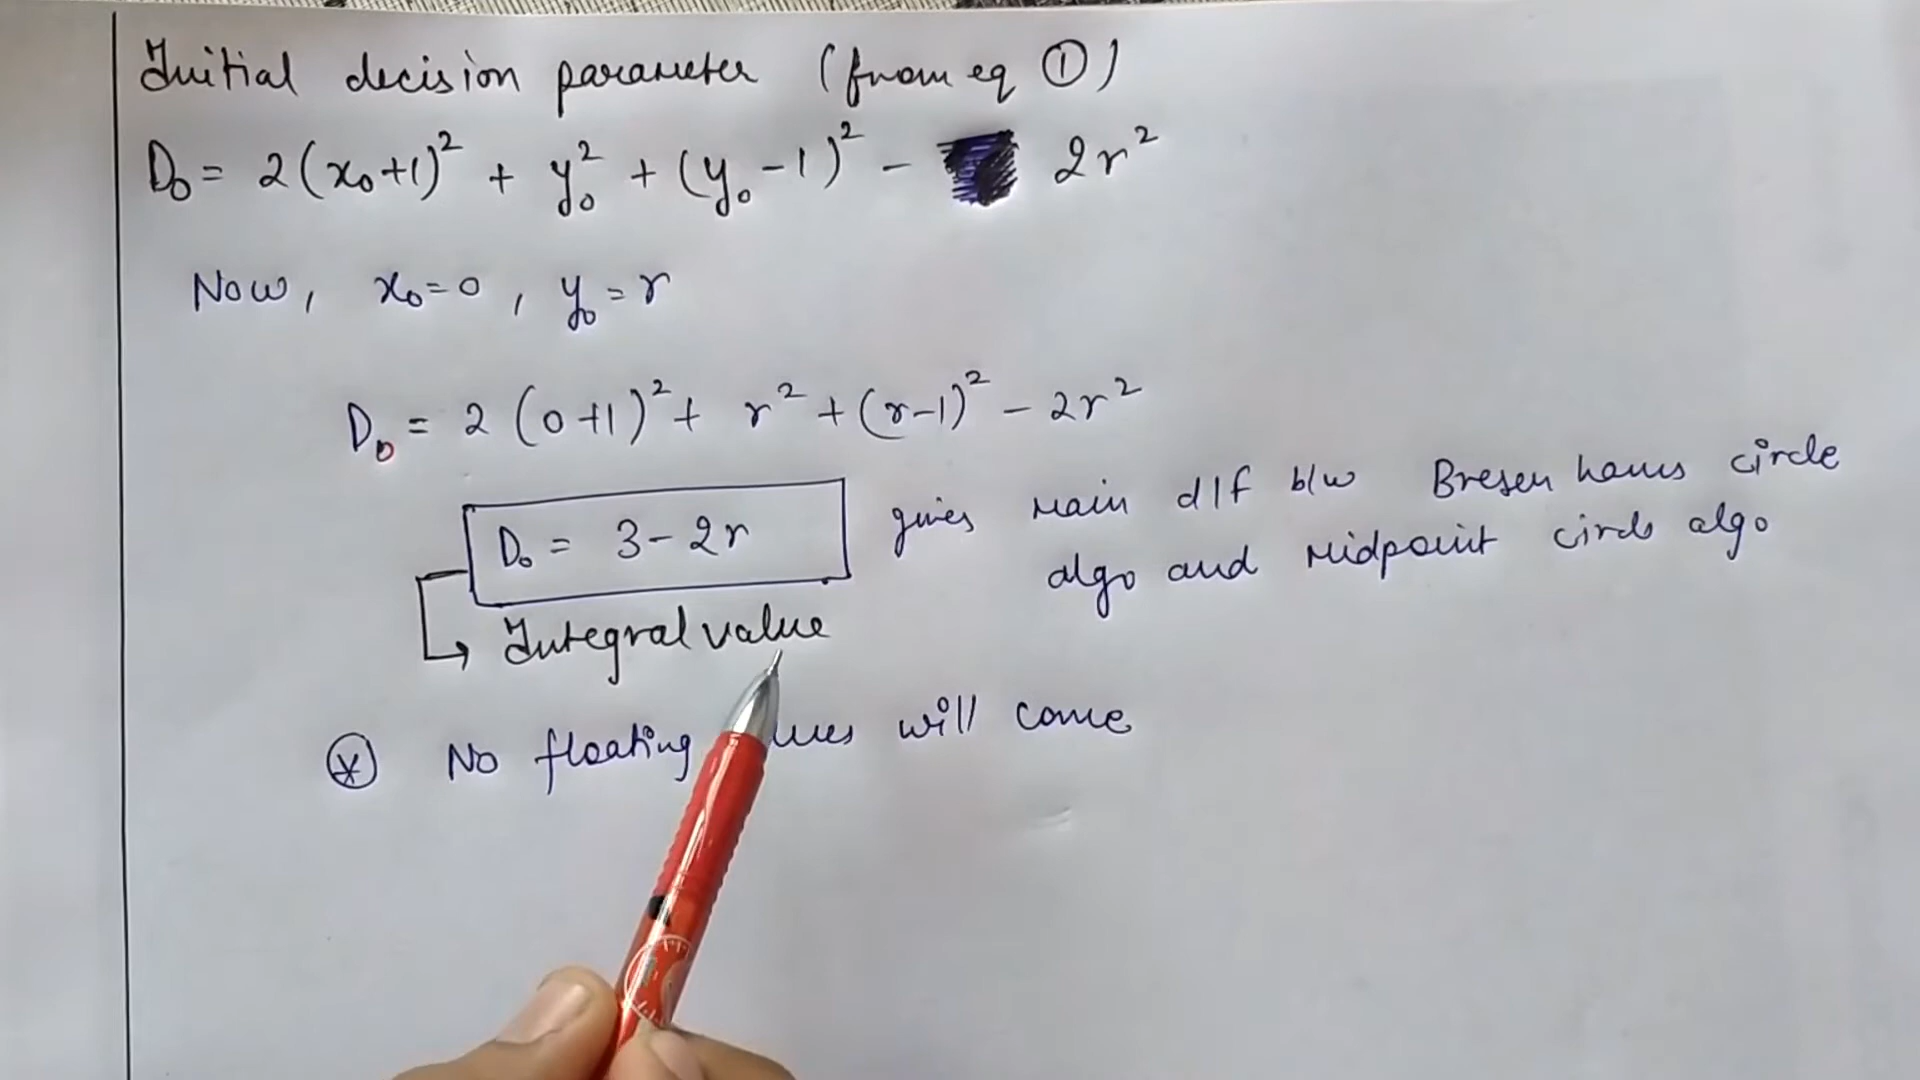 Initial decision parameter (from eq ①)
D₀ = 2(x₀+1)² + y₀² + (y₀-1)² - 2r²
Now, x₀=0, y₀=r
D₀ = 2(0+1)² + r² + (r-1)² - 2r²
D₀ = 3-2r
gives main d/f b/w Bresenhams circle
algo and midpoint circle algo
Integral value
No floating will come